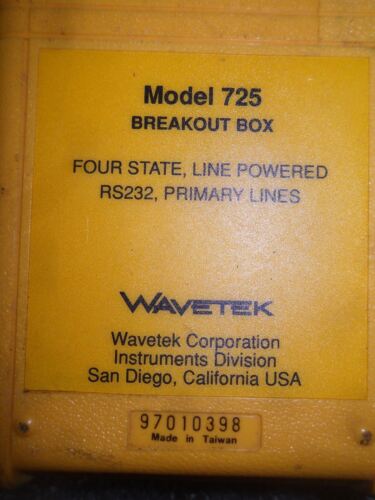 Model 725
BREAKOUT BOX
FOUR STATE, LINE POWERED
RS232, PRIMARY LINES
WAVETEK
Wavetek Corporation
Instruments Division
San Diego, California USA
97010398
Made in Taiwan